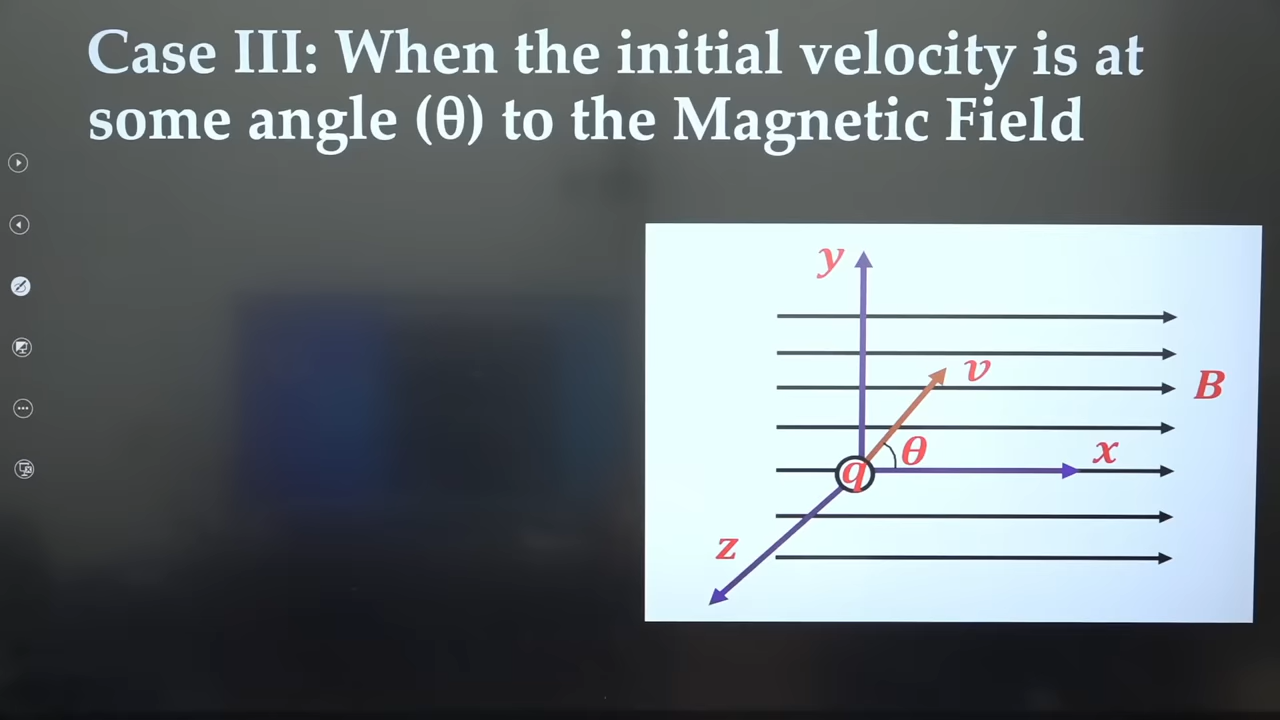 Case III: When the initial velocity is at
some angle (θ) to the Magnetic Field
y
v
B
θ
x
q
z